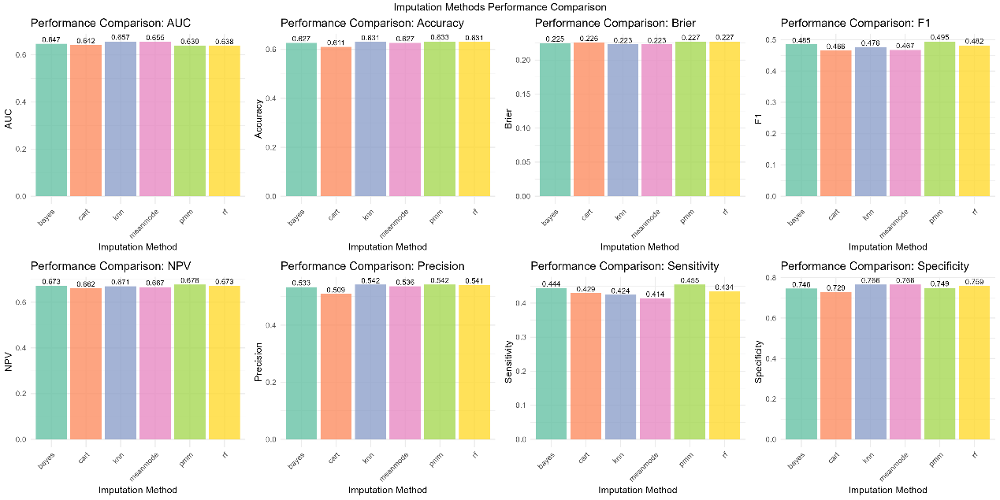 Imputation Methods Performance Comparison
Performance Comparison: AUC
0.647 0.642 0.657 0.655 0.639 0.638
0.6
0.4
0.2
0.0
AUC
bayes cart knn meanmode pmm rf
Imputation Method
Performance Comparison: Accuracy
0.627 0.611 0.631 0.627 0.633 0.631
0.6
0.4
0.2
0.0
Accuracy
bayes cart knn meanmode pmm rf
Imputation Method
Performance Comparison: Brier
0.225 0.226 0.223 0.223 0.227 0.227
0.20
0.15
0.10
0.05
0.00
Brier
bayes cart knn meanmode pmm rf
Imputation Method
Performance Comparison: F1
0.485 0.466 0.476 0.467 0.495 0.482
0.5
0.4
0.3
0.2
0.1
0.0
F1
bayes cart knn meanmode pmm rf
Imputation Method
Performance Comparison: NPV
0.673 0.662 0.671 0.667 0.678 0.673
0.6
0.4
0.2
0.0
NPV
bayes cart knn meanmode pmm rf
Imputation Method
Performance Comparison: Precision
0.533 0.509 0.542 0.536 0.542 0.541
0.4
0.2
0.0
Precision
bayes cart knn meanmode pmm rf
Imputation Method
Performance Comparison: Sensitivity
0.444 0.429 0.424 0.414 0.455 0.434
0.4
0.3
0.2
0.1
0.0
Sensitivity
bayes cart knn meanmode pmm rf
Imputation Method
Performance Comparison: Specificity
0.746 0.729 0.766 0.766 0.749 0.759
0.8
0.6
0.4
0.2
0.0
Specificity
bayes cart knn meanmode pmm rf
Imputation Method